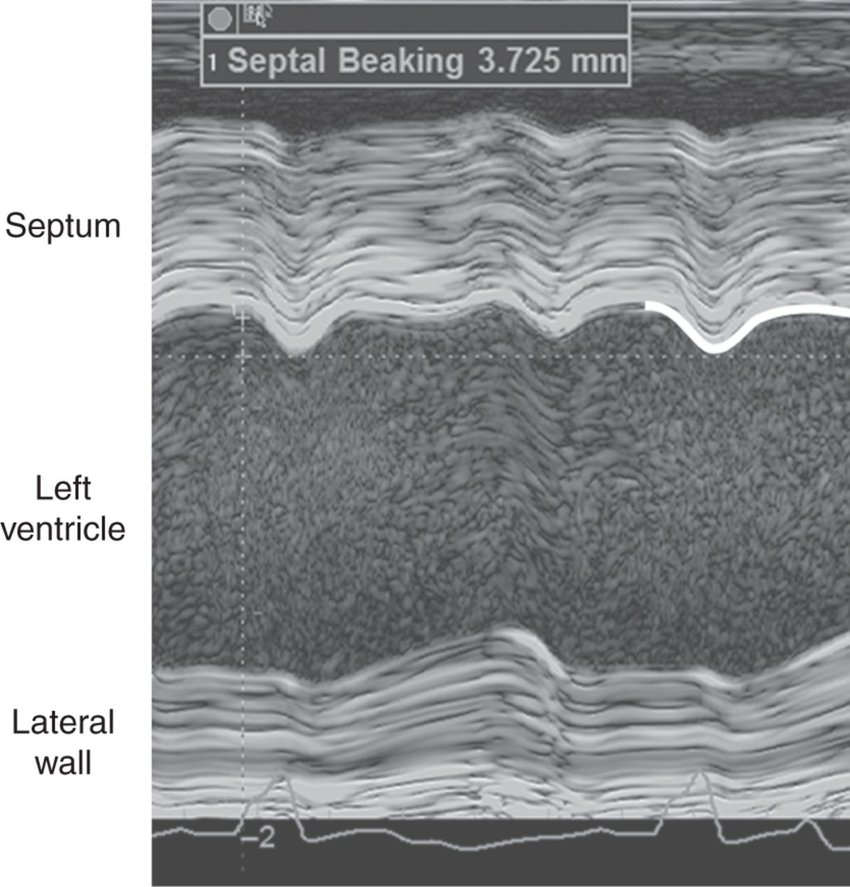 1 Septal Beaking 3.725 mm
Septum
Left
ventricle
Lateral
wall
−2